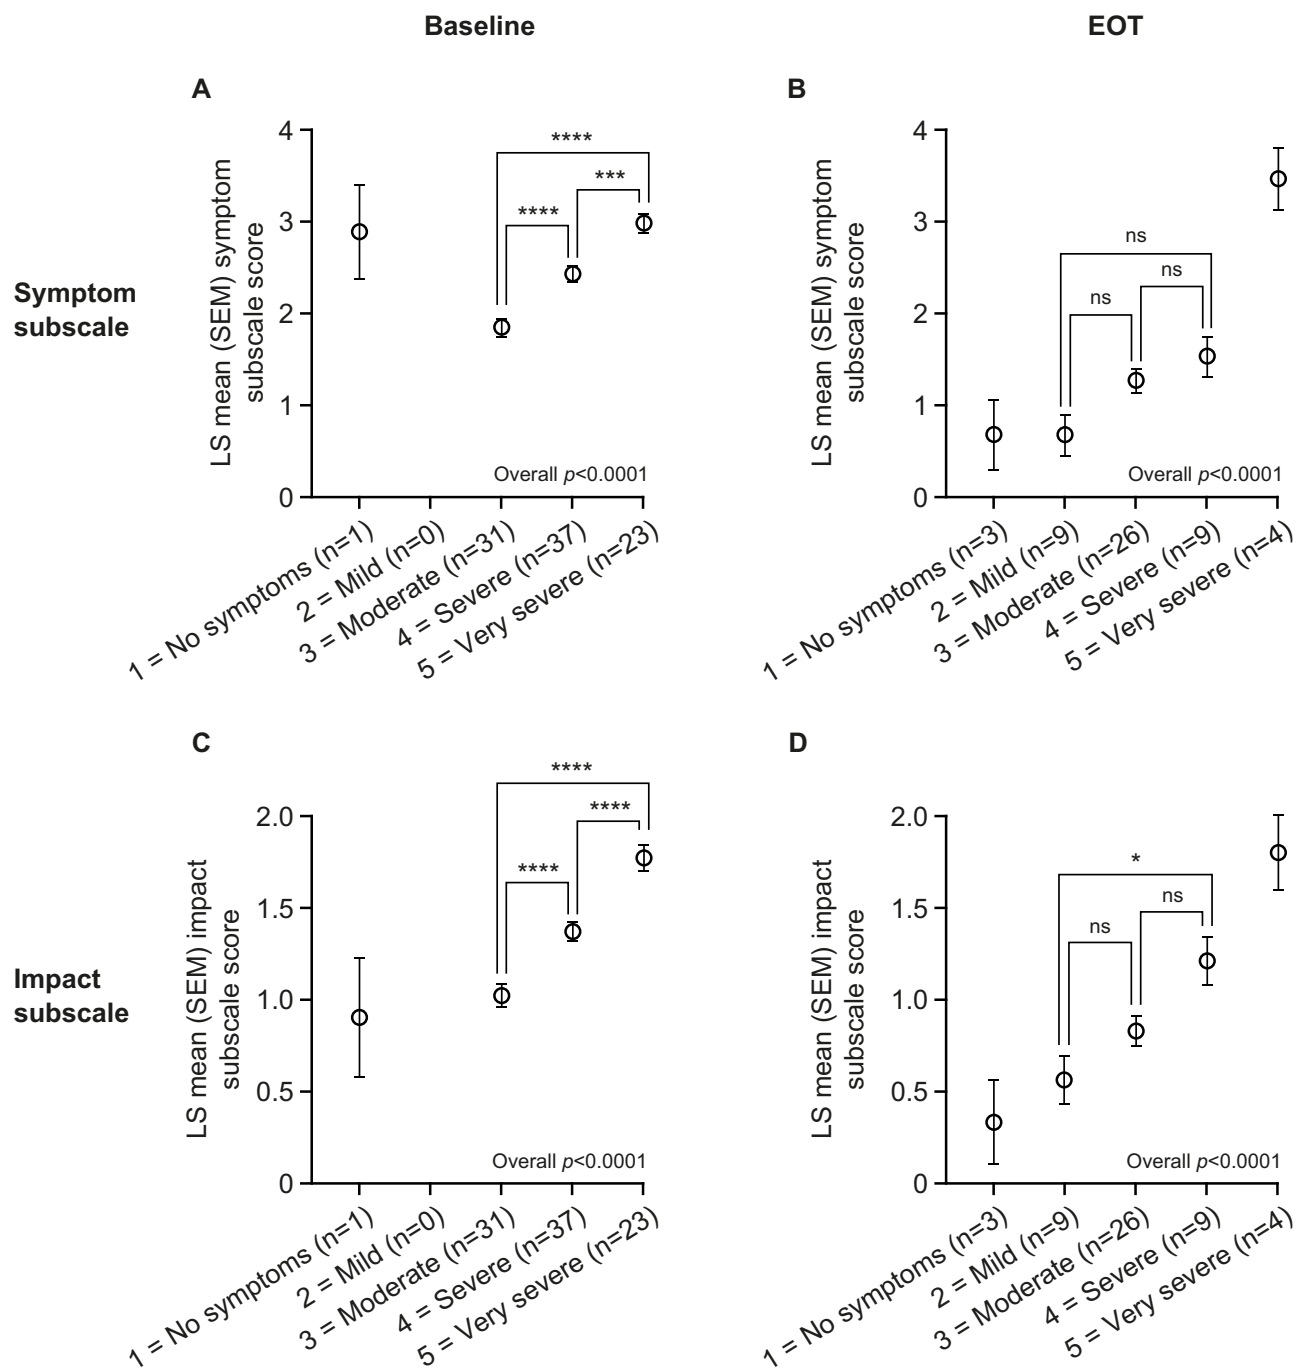 Baseline
EOT
Symptom
subscale
A
LS mean (SEM) symptom
subscale score
4
3
2
1
0
****
***
****
Overall p<0.0001
1 = No symptoms (n=1)
2 = Mild (n=0)
3 = Moderate (n=31)
4 = Severe (n=37)
5 = Very severe (n=23)
B
LS mean (SEM) symptom
subscale score
4
3
2
1
0
ns
ns
ns
Overall p<0.0001
1 = No symptoms (n=3)
2 = Mild (n=9)
3 = Moderate (n=26)
4 = Severe (n=9)
5 = Very severe (n=4)
Impact
subscale
C
LS mean (SEM) impact
subscale score
2.0
1.5
1.0
0.5
0
****
****
****
Overall p<0.0001
1 = No symptoms (n=1)
2 = Mild (n=0)
3 = Moderate (n=31)
4 = Severe (n=37)
5 = Very severe (n=23)
D
LS mean (SEM) impact
subscale score
2.0
1.5
1.0
0.5
0
*
ns
ns
Overall p<0.0001
1 = No symptoms (n=3)
2 = Mild (n=9)
3 = Moderate (n=26)
4 = Severe (n=9)
5 = Very severe (n=4)